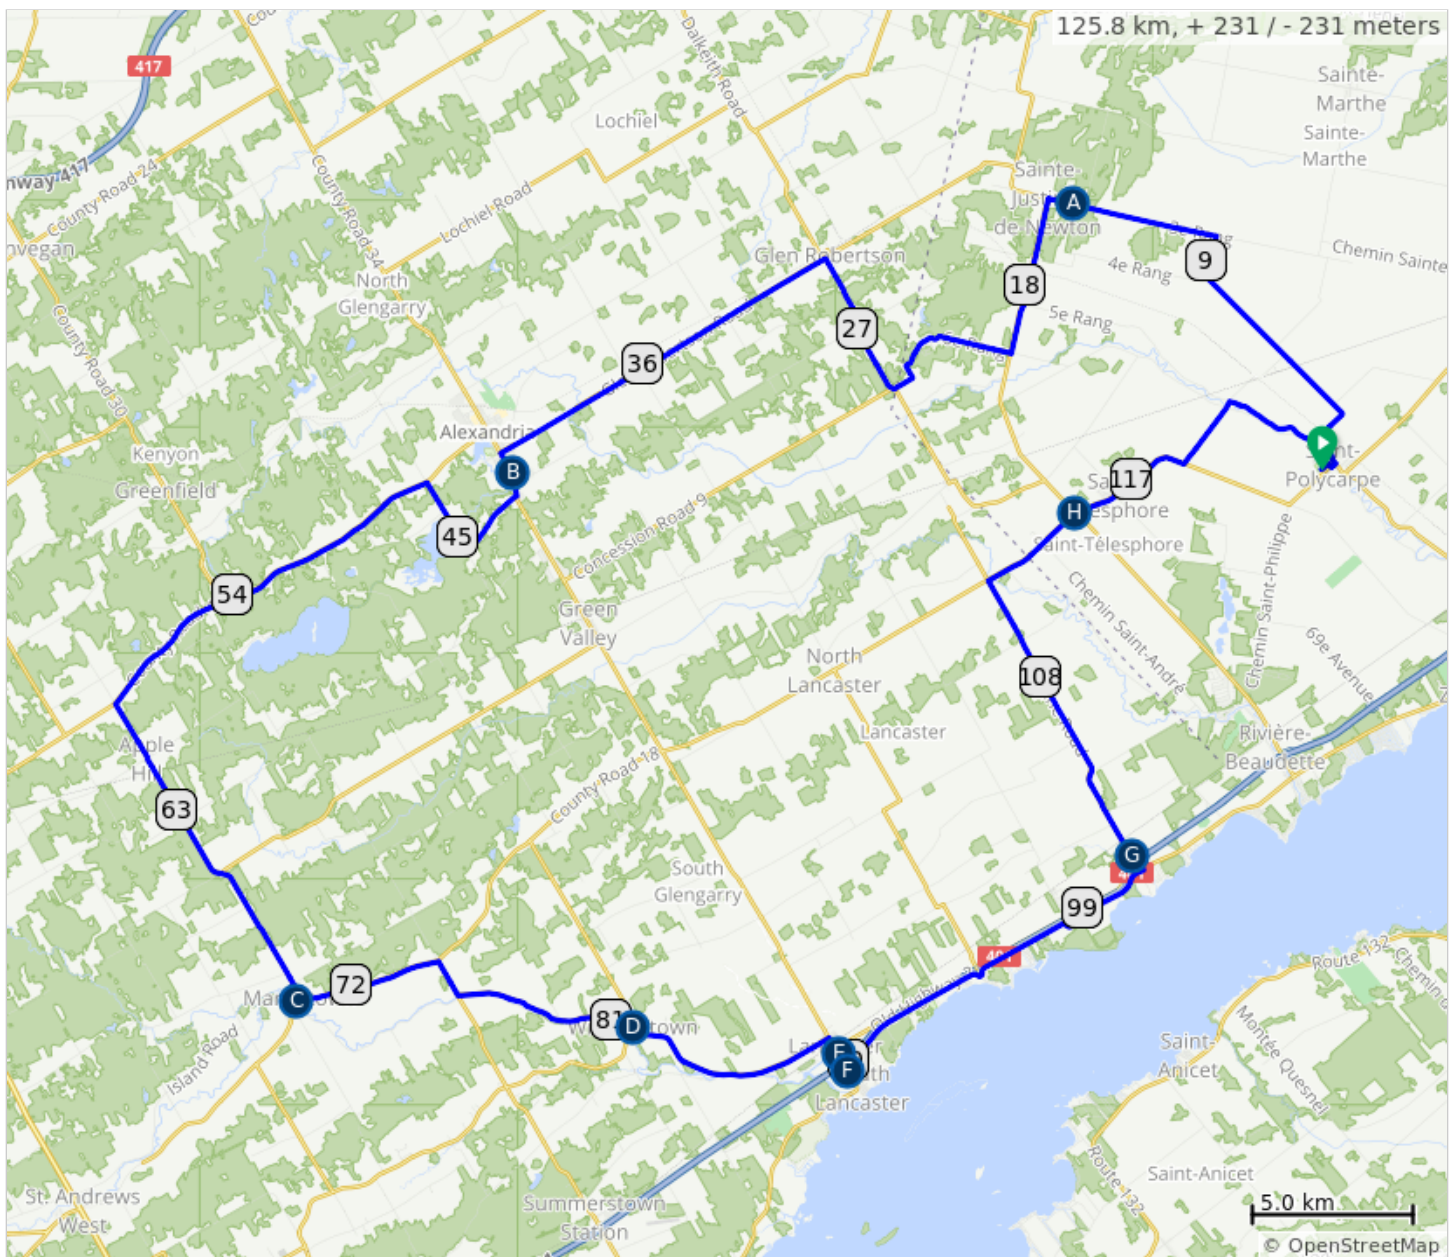 125.8 km, + 231 / - 231 meters
417
Dalkeith Road
Sainte-
Marthe
Sainte-
Marthe
Lochiel
County Road 24
County Road 34
Lochiel Road
Sainte-
A
de Newton
3e Rang
Chemin Sainte
9
4e Rang
Glen Robertson
18
5e Rang
North
Glengarry
27
36
County Road 30
Alexandria
B
Kenyon
Greenfield
45
Saint-
Polycarpe
117
H
Saint-Télesphore
Concession Road 9
Chemin Saint-Philippe
54
Green
Valley
Chemin Saint-André
69e Avenue
North
Lancaster
108
Lancaster
Rivière-
Beaudette
Apple
63
County Road 18
South
Glengarry
G
99
C
72
81
D
E
F
Lancaster
Island Road
Route 132
Saint-
Anicet
Montée Quesnel
Route 132
Saint-Anicet
St. Andrews
West
Summerstown
Station
5.0 km
© OpenStreetMap